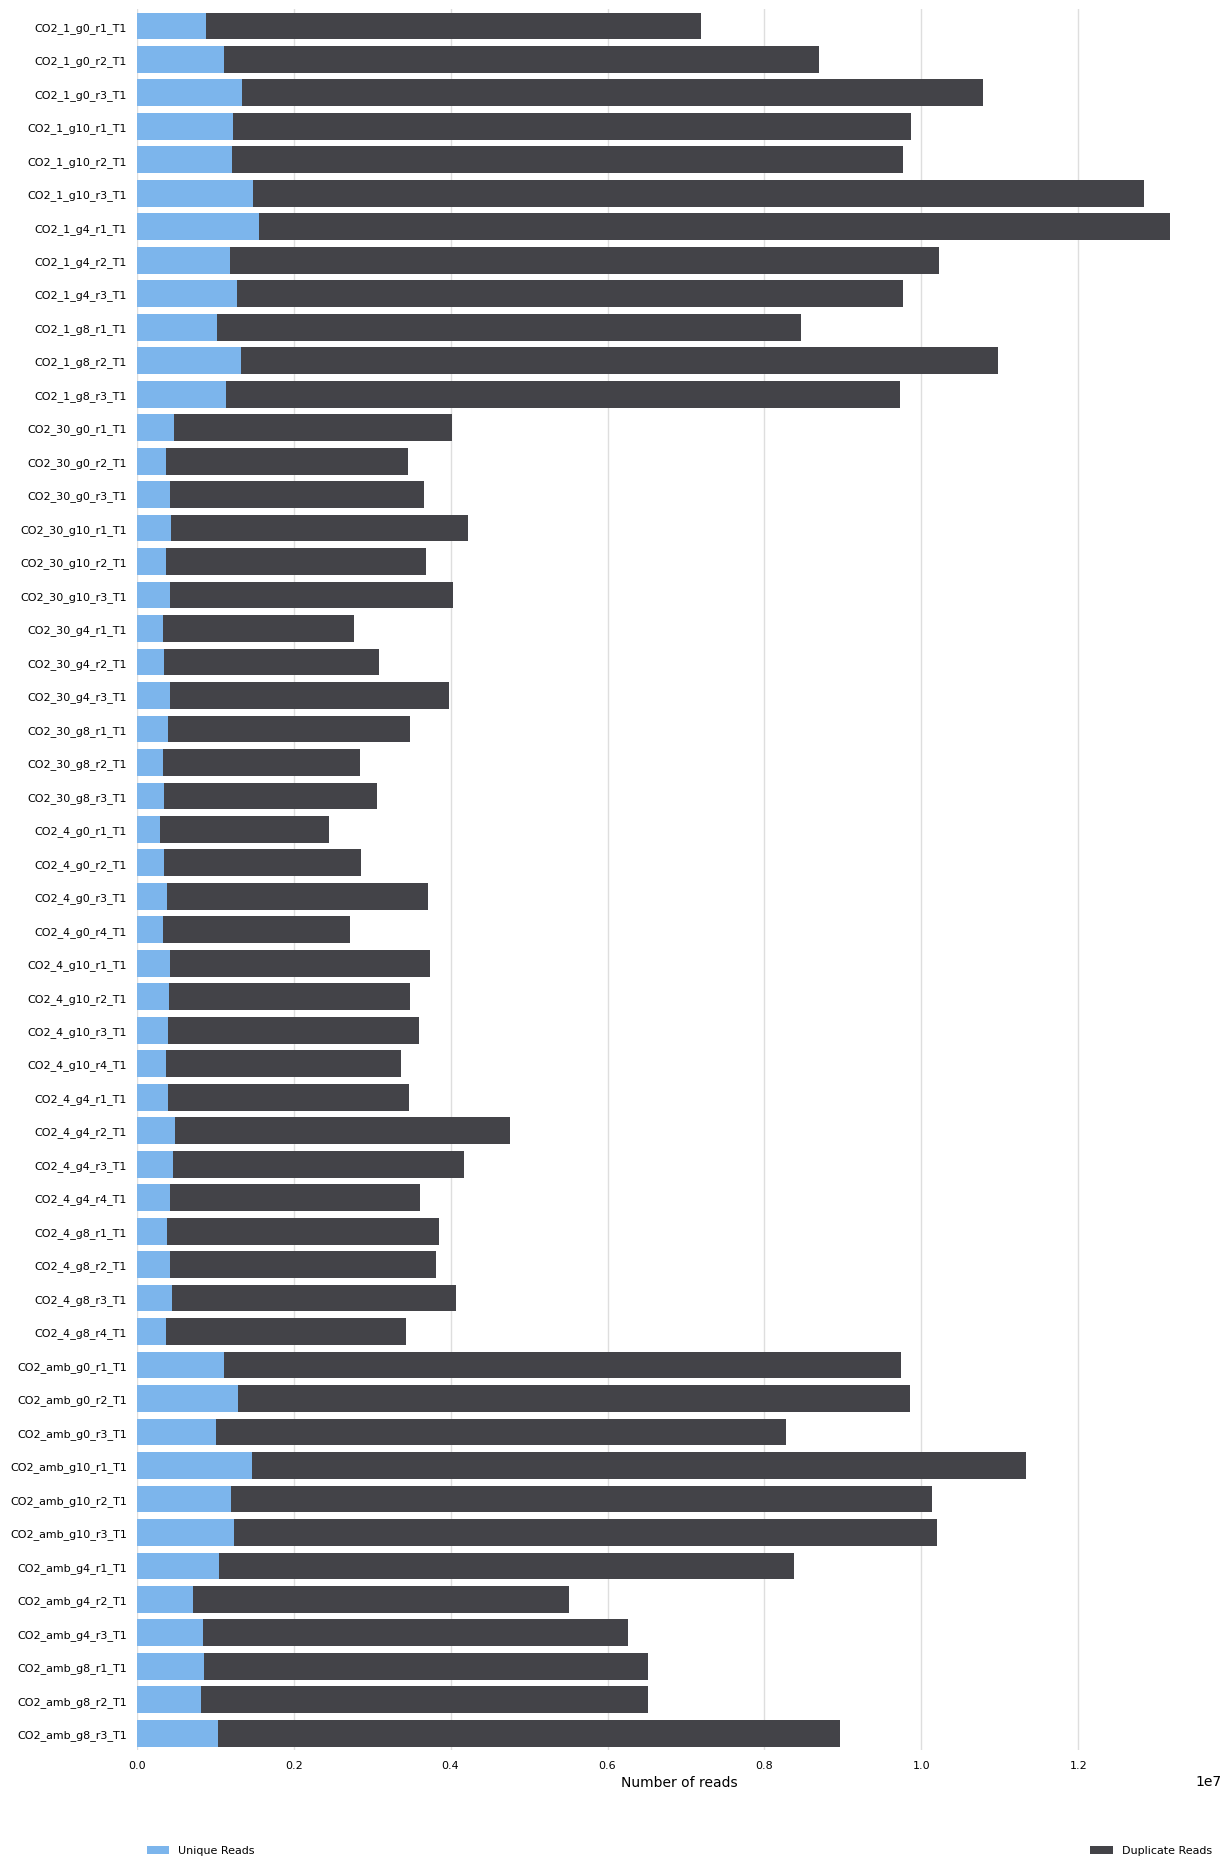 CO2_1_g0_r1_T1
CO2_1_g0_r2_T1
CO2_1_g0_r3_T1
CO2_1_g10_r1_T1
CO2_1_g10_r2_T1
CO2_1_g10_r3_T1
CO2_1_g4_r1_T1
CO2_1_g4_r2_T1
CO2_1_g4_r3_T1
CO2_1_g8_r1_T1
CO2_1_g8_r2_T1
CO2_1_g8_r3_T1
CO2_30_g0_r1_T1
CO2_30_g0_r2_T1
CO2_30_g0_r3_T1
CO2_30_g10_r1_T1
CO2_30_g10_r2_T1
CO2_30_g10_r3_T1
CO2_30_g4_r1_T1
CO2_30_g4_r2_T1
CO2_30_g4_r3_T1
CO2_30_g8_r1_T1
CO2_30_g8_r2_T1
CO2_30_g8_r3_T1
CO2_4_g0_r1_T1
CO2_4_g0_r2_T1
CO2_4_g0_r3_T1
CO2_4_g0_r4_T1
CO2_4_g10_r1_T1
CO2_4_g10_r2_T1
CO2_4_g10_r3_T1
CO2_4_g10_r4_T1
CO2_4_g4_r1_T1
CO2_4_g4_r2_T1
CO2_4_g4_r3_T1
CO2_4_g4_r4_T1
CO2_4_g8_r1_T1
CO2_4_g8_r2_T1
CO2_4_g8_r3_T1
CO2_4_g8_r4_T1
CO2_amb_g0_r1_T1
CO2_amb_g0_r2_T1
CO2_amb_g0_r3_T1
CO2_amb_g10_r1_T1
CO2_amb_g10_r2_T1
CO2_amb_g10_r3_T1
CO2_amb_g4_r1_T1
CO2_amb_g4_r2_T1
CO2_amb_g4_r3_T1
CO2_amb_g8_r1_T1
CO2_amb_g8_r2_T1
CO2_amb_g8_r3_T1
0.0 0.2 0.4 0.6 0.8 1.0 1.2
Number of reads
1e7
Unique Reads
Duplicate Reads